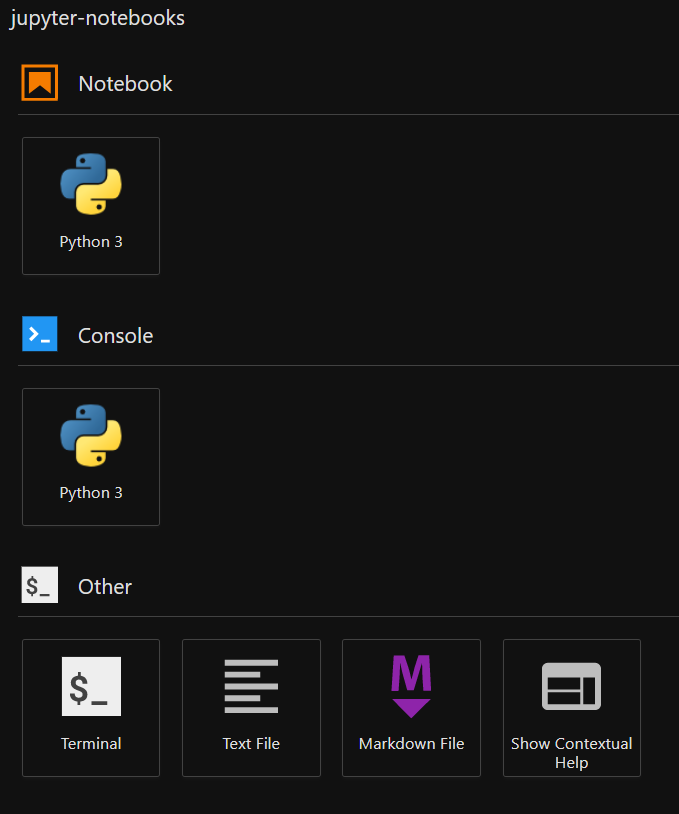 jupyter-notebooks
Notebook
Python 3
Console
Python 3
$_
Other
$_
Terminal
Text File
M
Markdown File
Show Contextual
Help